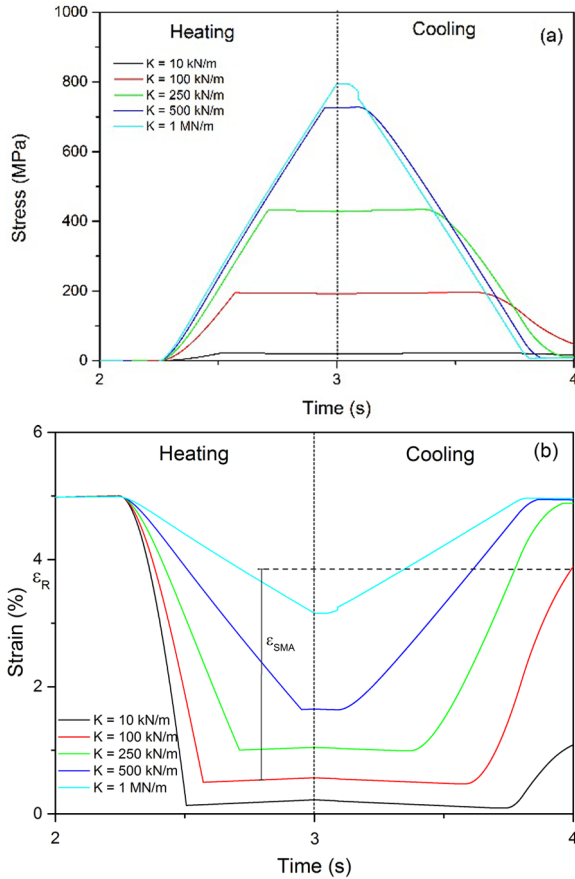 1000
800
600
400
200
0
Stress (MPa)
Heating
Cooling
(a)
K = 10 kN/m
K = 100 kN/m
K = 250 kN/m
K = 500 kN/m
K = 1 MN/m
2
3
4
Time (s)
6
4
εR
2
0
Strain (%)
Heating
Cooling
(b)
εSMA
K = 10 kN/m
K = 100 kN/m
K = 250 kN/m
K = 500 kN/m
K = 1 MN/m
2
3
4
Time (s)